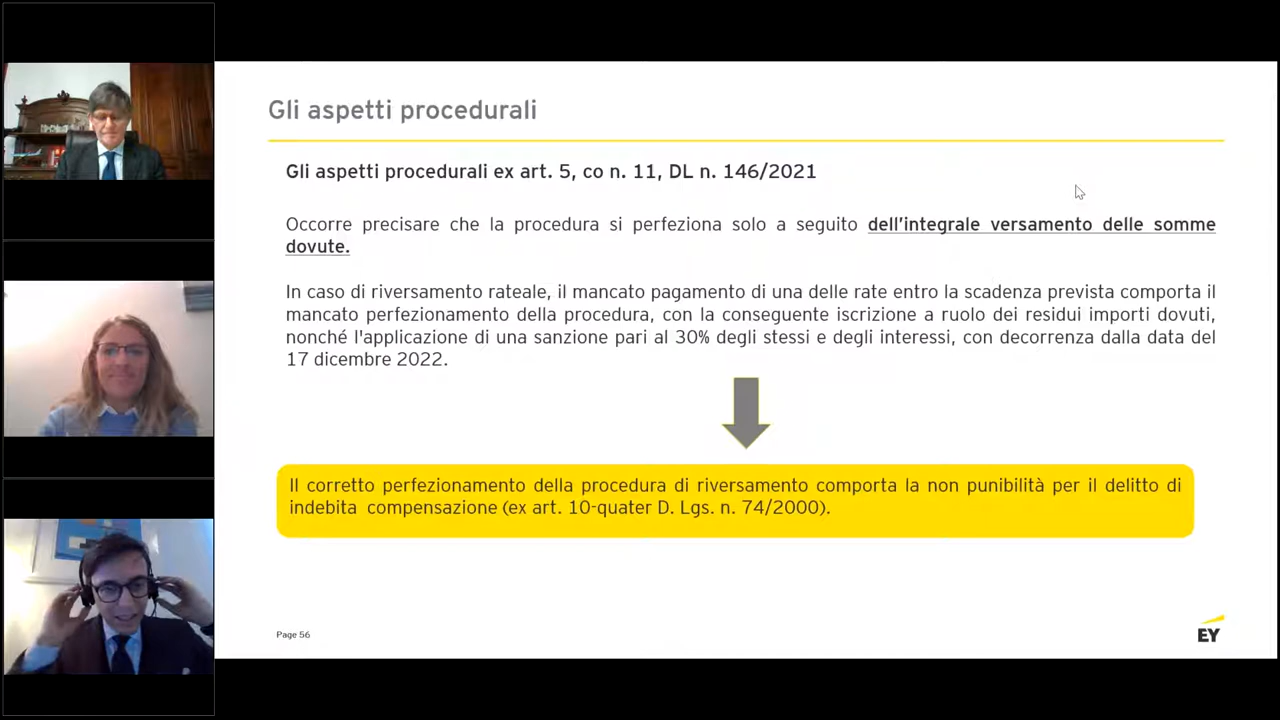 Gli aspetti procedurali
Gli aspetti procedurali ex art. 5, co n. 11, DL n. 146/2021
Occorre precisare che la procedura si perfeziona solo a seguito dell'integrale versamento delle somme
dovute.
In caso di riversamento rateale, il mancato pagamento di una delle rate entro la scadenza prevista comporta il
mancato perfezionamento della procedura, con la conseguente iscrizione a ruolo dei residui importi dovuti,
nonché l'applicazione di una sanzione pari al 30% degli stessi e degli interessi, con decorrenza dalla data del
17 dicembre 2022.
Il corretto perfezionamento della procedura di riversamento comporta la non punibilità per il delitto di
indebita compensazione (ex art. 10-quater D. Lgs. n. 74/2000).
Page 56
EY